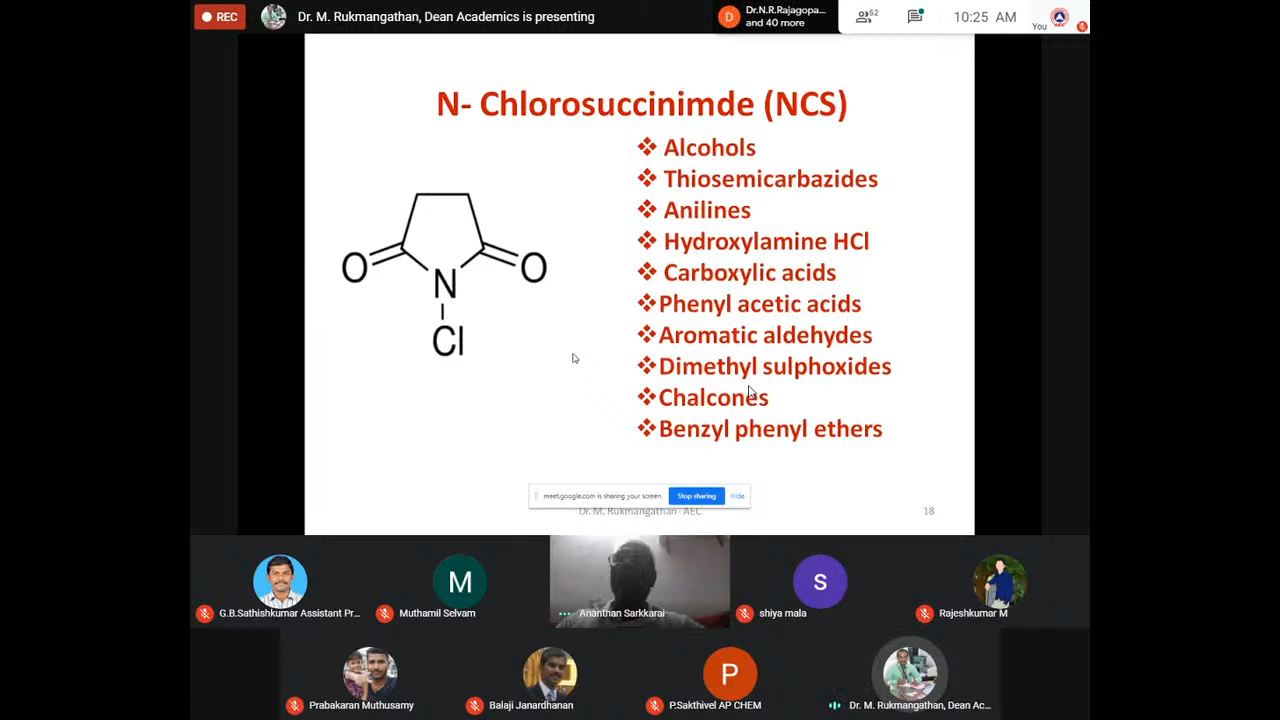 REC
Dr. M. Rukmangathan, Dean Academics is presenting
D
Dr.N.R.Rajagopa...
and 40 more
52
10:25 AM
You
N- Chlorosuccinimde (NCS)
Alcohols
Thiosemicarbazides
Anilines
Hydroxylamine HCl
Carboxylic acids
Phenyl acetic acids
Aromatic aldehydes
Dimethyl sulphoxides
Chalcones
Benzyl phenyl ethers
O
O
N
Cl
meet.google.com is sharing your screen.
Stop sharing
Hide
Dr. M. Rukmangathan - AEC
18
M
S
G.B.Sathishkumar Assistant Pr...
Muthamil Selvam
Ananthan Sarkkarai
shiya mala
Rajeshkumar M
P
Prabakaran Muthusamy
Balaji Janardhanan
P.Sakthivel AP CHEM
Dr. M. Rukmangathan, Dean Ac...